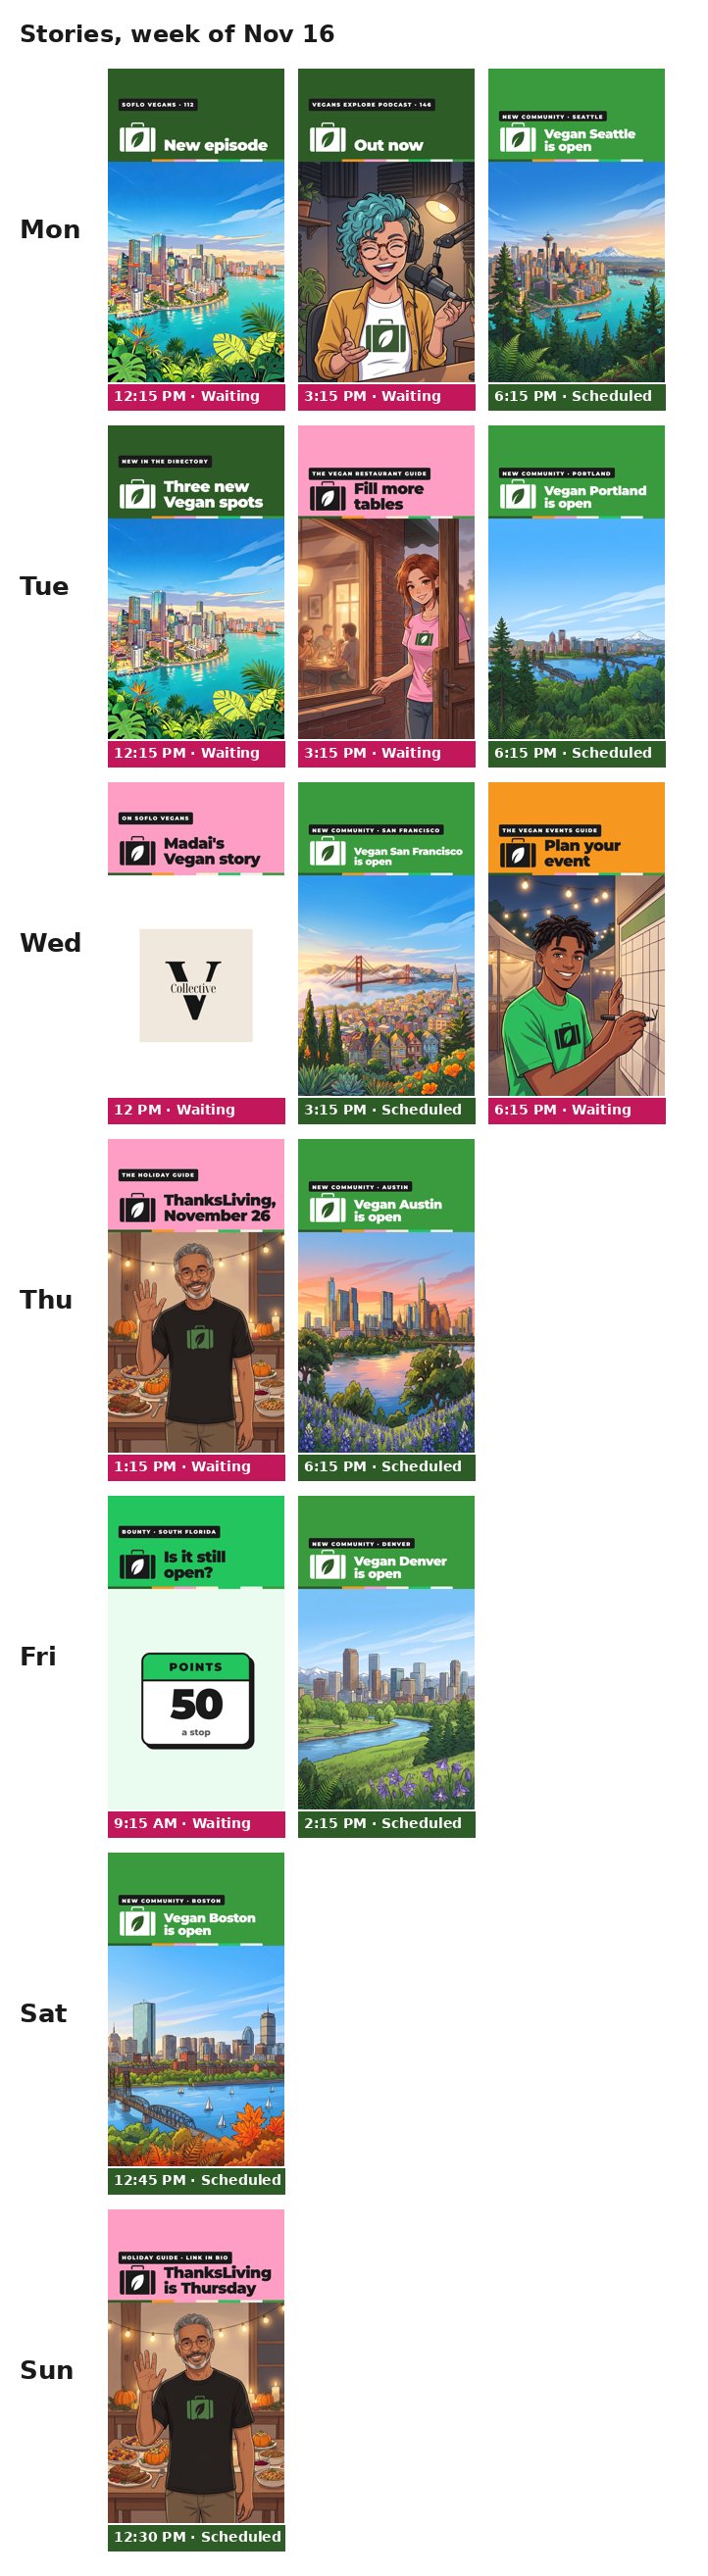 Stories, week of Nov 16
Mon
SOFLO VEGANS · 112
New episode
12:15 PM · Waiting
VEGANS EXPLORE PODCAST · 146
Out now
3:15 PM · Waiting
NEW COMMUNITY · SEATTLE
Vegan Seattle
is open
6:15 PM · Scheduled
Tue
NEW IN THE DIRECTORY
Three new
Vegan spots
12:15 PM · Waiting
THE VEGAN RESTAURANT GUIDE
Fill more
tables
3:15 PM · Waiting
NEW COMMUNITY · PORTLAND
Vegan Portland
is open
6:15 PM · Scheduled
Wed
ON SOFLO VEGANS
Madai's
Vegan story
V
Collective
12 PM · Waiting
NEW COMMUNITY · SAN FRANCISCO
Vegan San Francisco
is open
3:15 PM · Scheduled
THE VEGAN EVENTS GUIDE
Plan your
event
6:15 PM · Waiting
Thu
THE HOLIDAY GUIDE
ThanksLiving,
November 26
1:15 PM · Waiting
NEW COMMUNITY · AUSTIN
Vegan Austin
is open
6:15 PM · Scheduled
Fri
BOUNTY · SOUTH FLORIDA
Is it still
open?
POINTS
50
a stop
9:15 AM · Waiting
NEW COMMUNITY · DENVER
Vegan Denver
is open
2:15 PM · Scheduled
Sat
NEW COMMUNITY · BOSTON
Vegan Boston
is open
12:45 PM · Scheduled
Sun
HOLIDAY GUIDE · LINK IN BIO
ThanksLiving
is Thursday
12:30 PM · Scheduled